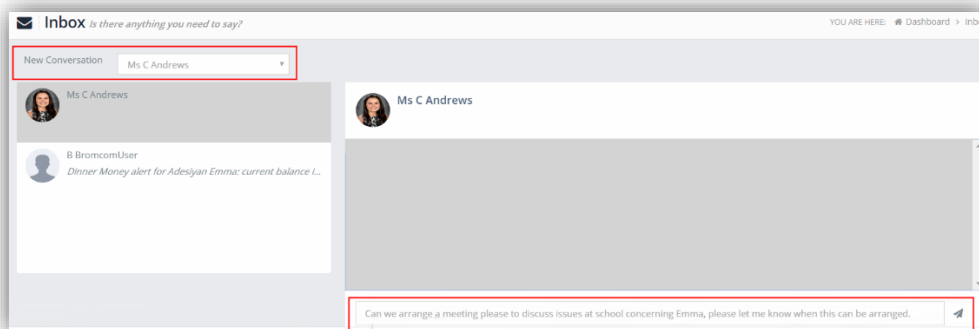 Inbox Is there anything you need to say?
YOU ARE HERE: Dashboard > Inbo
New Conversation Ms C Andrews
Ms C Andrews
Ms C Andrews
B BromcomUser
Dinner Money alert for Adesiyan Emma: current balance i...
Can we arrange a meeting please to discuss issues at school concerning Emma, please let me know when this can be arranged.